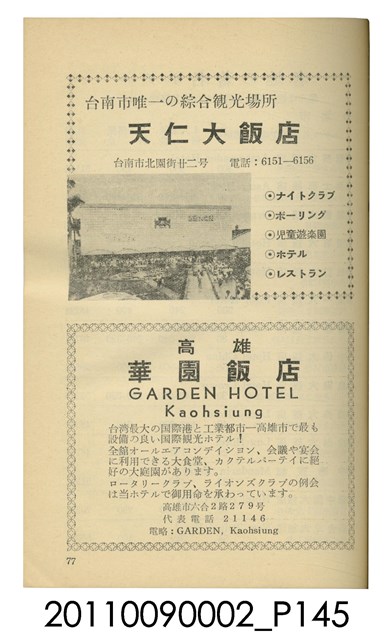 台南市唯一の綜合観光場所
天仁大飯店
台南市北園街廿二号　電話：6151—6156
⦿ナイトクラブ
⦿ボーリング
⦿児童遊楽園
⦿ホテル
⦿レストラン
高雄
華園飯店
GARDEN HOTEL
Kaohsiung
台湾最大の国際港と工業都市—高雄市で最も
設備の良い国際観光ホテル！
全舘オールエアコンデイション、会議や宴会
に利用できる大食堂、カクテルパーテイに絶
好の大庭園があります。
ロータリークラブ、ライオンズクラブの例会
は当ホテルで御用命を承わっています。
高雄市六合2路279号
代表電話　21146
電略：GARDEN, Kaohsiung
77
20110090002_P145